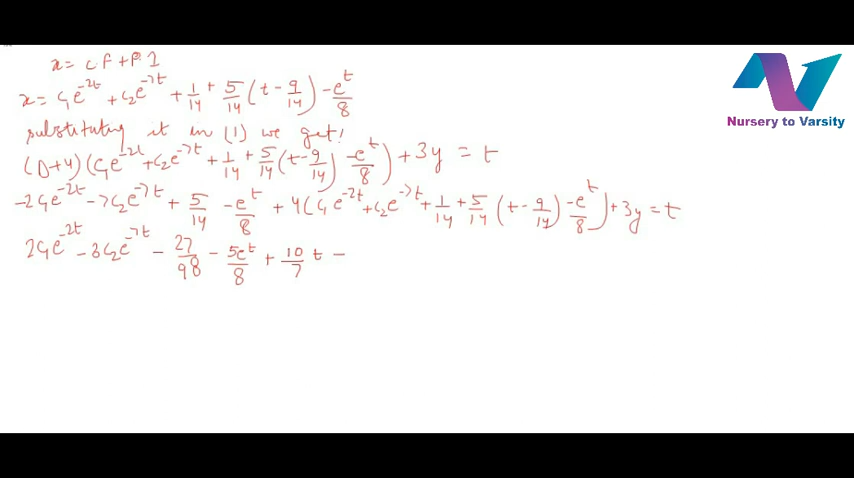 x = C.F + P.I
x = c₁e^{-2t} + c₂e^{-7t} + 1/14 + 5/14 (t - 9/14) - e^t/8
substituting it in (1) we get!
(D+4) (c₁e^{-2t} + c₂e^{-7t} + 1/14 + 5/14 (t - 9/14) - e^t/8) + 3y = t
-2c₁e^{-2t} - 7c₂e^{-7t} + 5/14 - e^t/8 + 4(c₁e^{-2t} + c₂e^{-7t} + 1/14 + 5/14 (t - 9/14) - e^t/8) + 3y = t
2c₁e^{-2t} - 3c₂e^{-7t} - 27/98 - 5e^t/8 + 10/7 t -
Nursery to Varsity